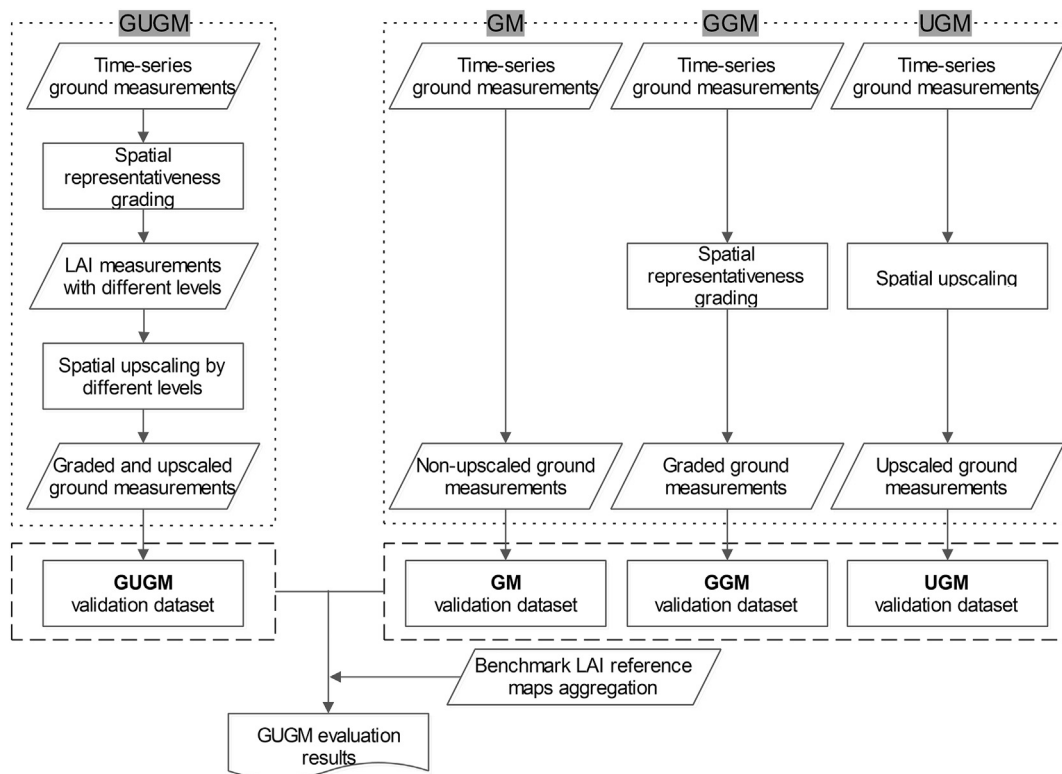 GUGM
Time-series
ground measurements
Spatial
representativeness
grading
LAI measurements
with different levels
Spatial upscaling by
different levels
Graded and upscaled
ground measurements
GUGM
validation dataset
GM
Time-series
ground measurements
Non-upscaled ground
measurements
GM
validation dataset
GGM
Time-series
ground measurements
Spatial
representativeness
grading
Graded ground
measurements
GGM
validation dataset
UGM
Time-series
ground measurements
Spatial upscaling
Upscaled ground
measurements
UGM
validation dataset
Benchmark LAI reference
maps aggregation
GUGM evaluation
results